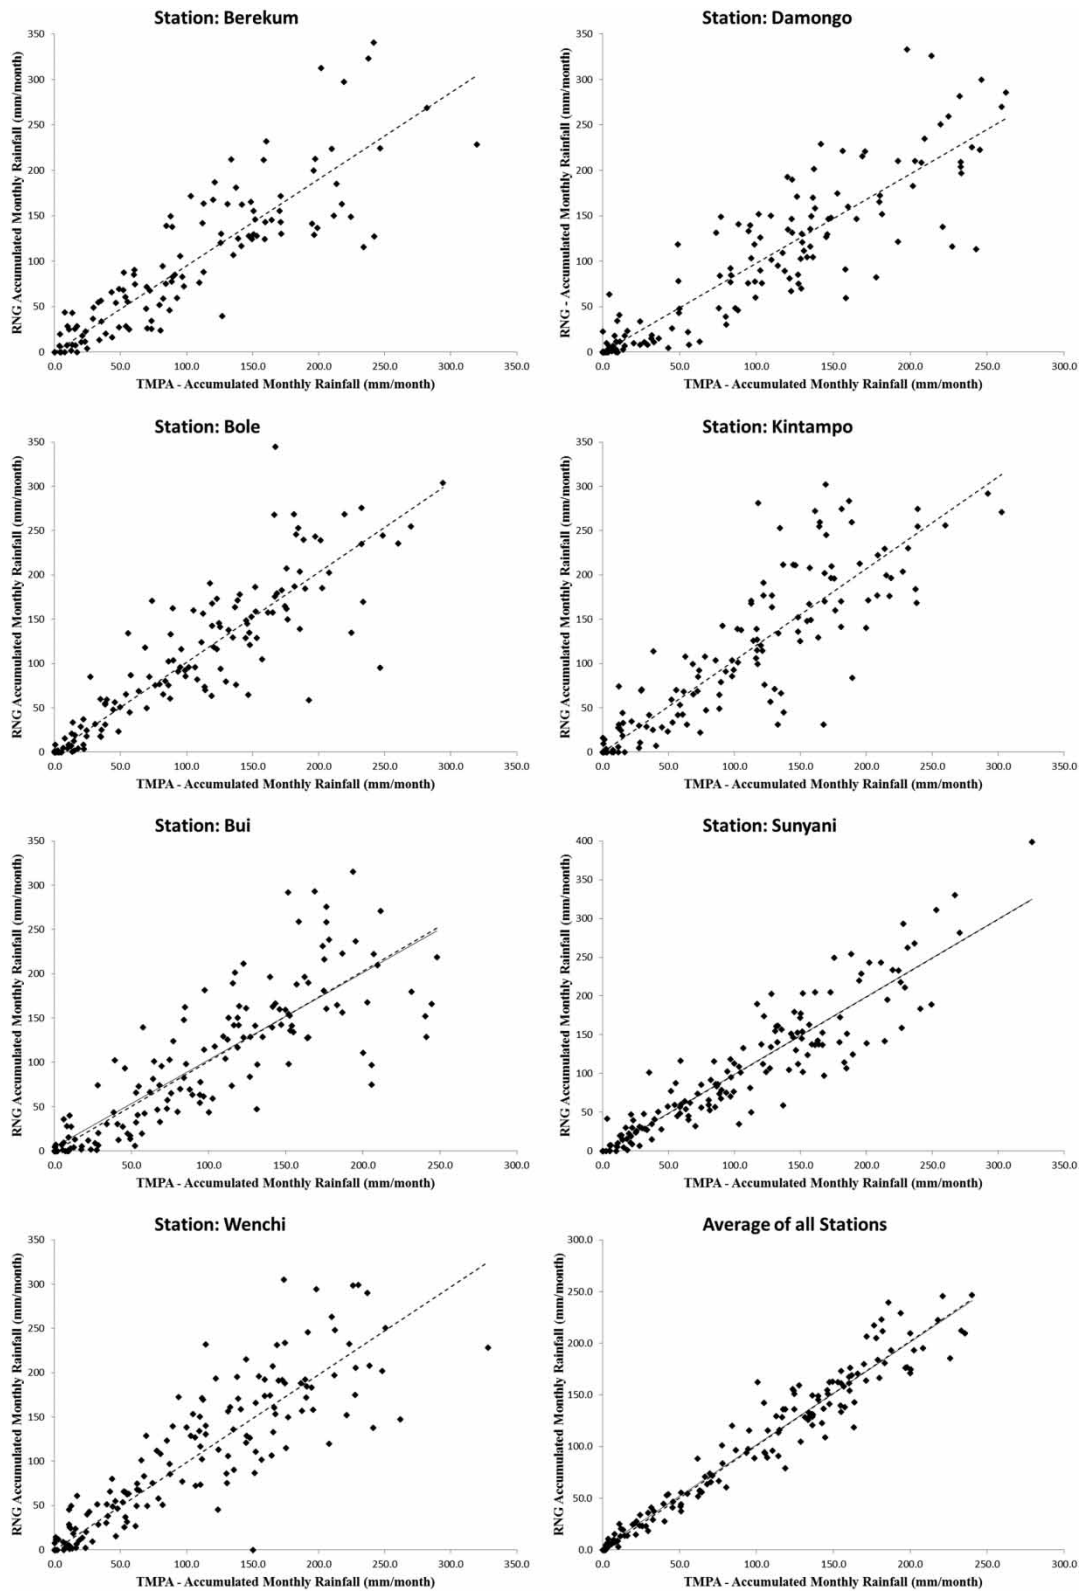 Station: Berekum
RNG Accumulated Monthly Rainfall (mm/month)
350
300
250
200
150
100
50
0
0.0 50.0 100.0 150.0 200.0 250.0 300.0 350.0
TMPA - Accumulated Monthly Rainfall (mm/month)
Station: Damongo
RNG - Accumulated Monthly Rainfall (mm/month)
350
300
250
200
150
100
50
0
0.0 50.0 100.0 150.0 200.0 250.0 300.0
TMPA - Accumulated Monthly Rainfall (mm/month)
Station: Bole
RNG Accumulated Monthly Rainfall (mm/month)
350
300
250
200
150
100
50
0
0.0 50.0 100.0 150.0 200.0 250.0 300.0 350.0
TMPA - Accumulated Monthly Rainfall (mm/month)
Station: Kintampo
RNG Accumulated Monthly Rainfall (mm/month)
350
300
250
200
150
100
50
0
0.0 50.0 100.0 150.0 200.0 250.0 300.0 350.0
TMPA - Accumulated Monthly Rainfall (mm/month)
Station: Bui
RNG Accumulated Monthly Rainfall (mm/month)
350
300
250
200
150
100
50
0
0.0 50.0 100.0 150.0 200.0 250.0 300.0
TMPA - Accumulated Monthly Rainfall (mm/month)
Station: Sunyani
RNG Accumulated Monthly Rainfall (mm/month)
400
350
300
250
200
150
100
50
0
0.0 50.0 100.0 150.0 200.0 250.0 300.0 350.0
TMPA - Accumulated Monthly Rainfall (mm/month)
Station: Wenchi
RNG Accumulated Monthly Rainfall (mm/month)
350
300
250
200
150
100
50
0
0.0 50.0 100.0 150.0 200.0 250.0 300.0 350.0
TMPA - Accumulated Monthly Rainfall (mm/month)
Average of all Stations
RNG Accumulated Monthly Rainfall (mm/month)
300.0
250.0
200.0
150.0
100.0
50.0
0.0
0.0 50.0 100.0 150.0 200.0 250.0 300.0
TMPA - Accumulated Monthly Rainfall (mm/month)